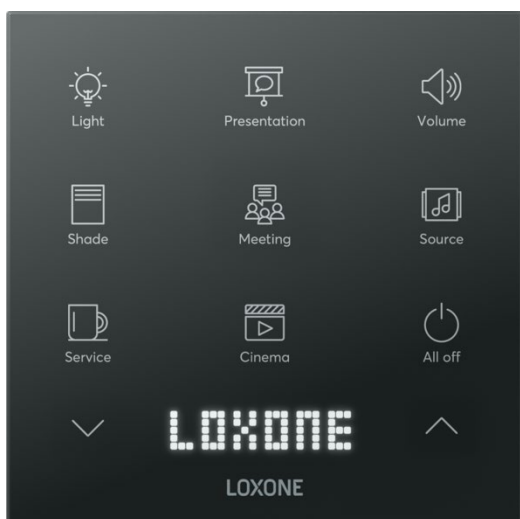 Light Presentation Volume
Shade Meeting Source
Service Cinema All off
LOXONE
LOXONE